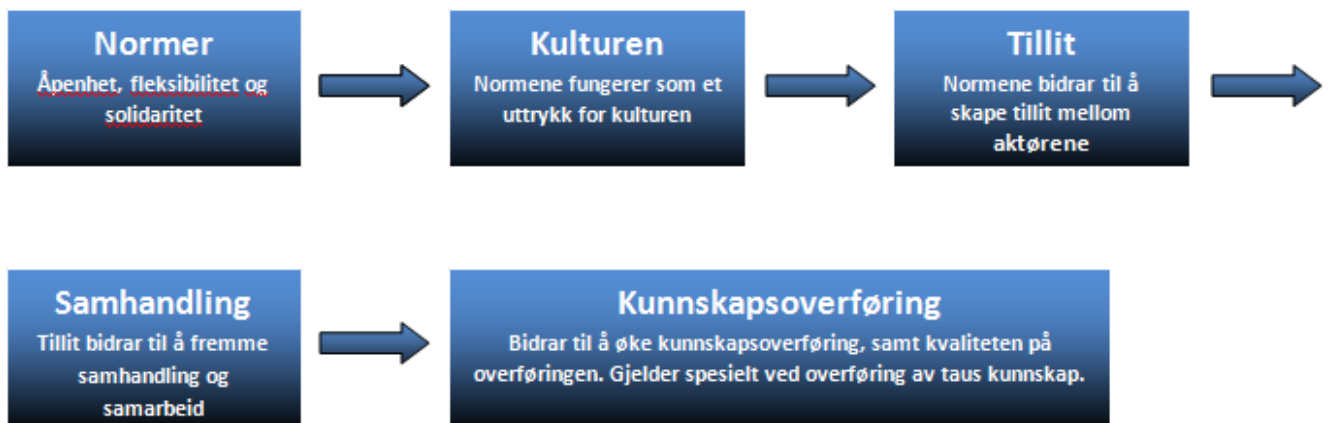 Normer
Åpenhet, fleksibilitet og
solidaritet
Kulturen
Normene fungerer som et
uttrykk for kulturen
Tillit
Normene bidrar til å
skape tillit mellom
aktørene
Samhandling
Tillit bidrar til å fremme
samhandling og
samarbeid
Kunnskapsoverføring
Bidrar til å øke kunnskapsoverføring, samt kvaliteten på
overføringen. Gjelder spesielt ved overføring av taus kunnskap.